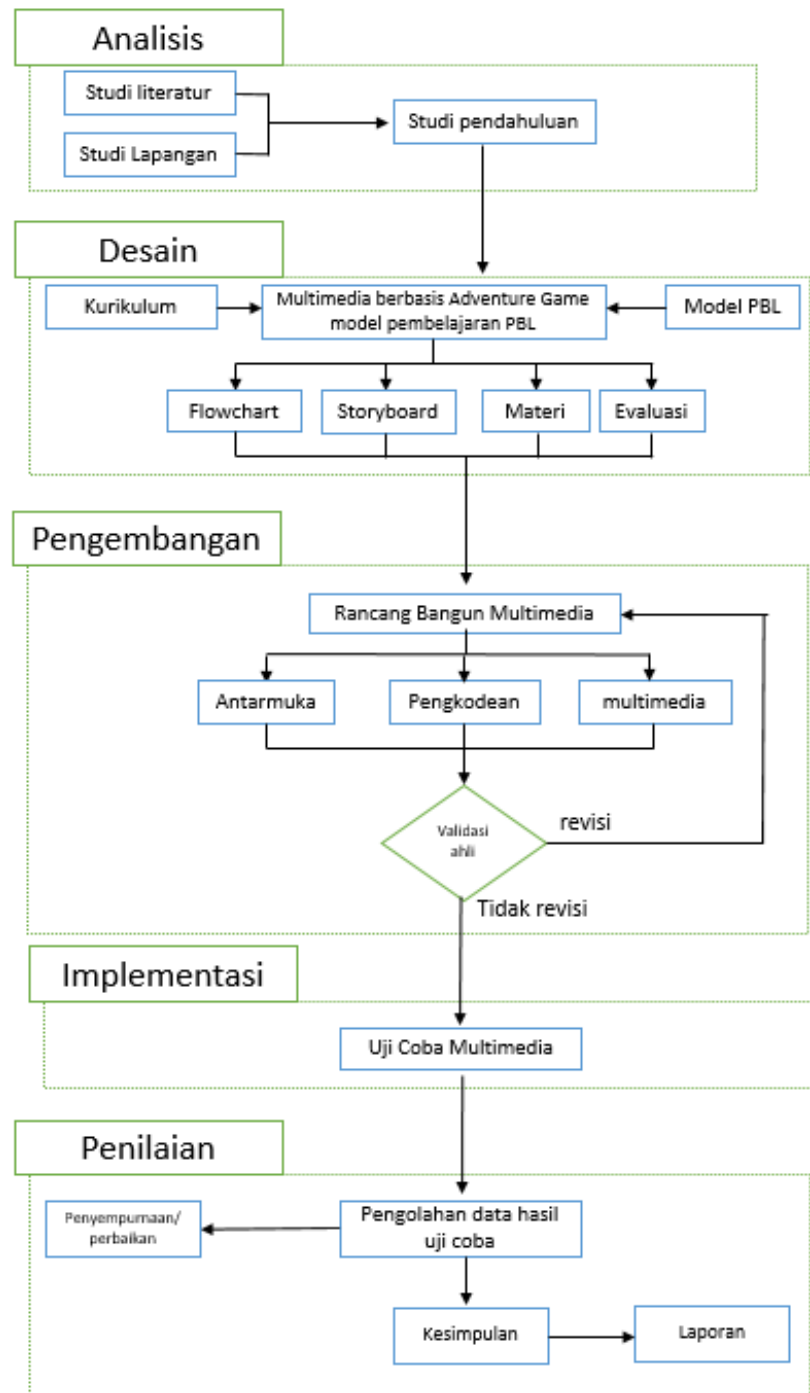 Analisis
Studi literatur
Studi pendahuluan
Studi Lapangan
Desain
Kurikulum
Multimedia berbasis Adventure Game
model pembelajaran PBL
Model PBL
Flowchart
Storyboard
Materi
Evaluasi
Pengembangan
Rancang Bangun Multimedia
Antarmuka
Pengkodean
multimedia
Validasi
ahli
revisi
Tidak revisi
Implementasi
Uji Coba Multimedia
Penilaian
Penyempurnaan/
perbaikan
Pengolahan data hasil
uji coba
Kesimpulan
Laporan